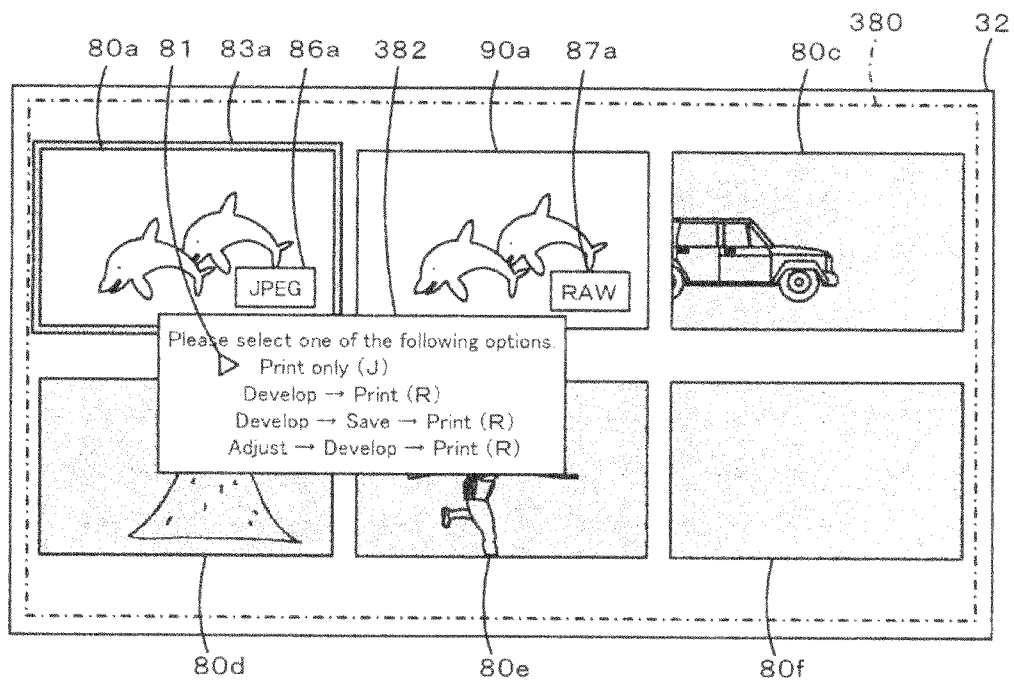 380
32
80a 81 83a 86a 382 90a 87a 80c
JPEG
RAW
Please select one of the following options.
Print only (J)
Develop → Print (R)
Develop → Save → Print (R)
Adjust → Develop → Print (R)
80d 80e 80f